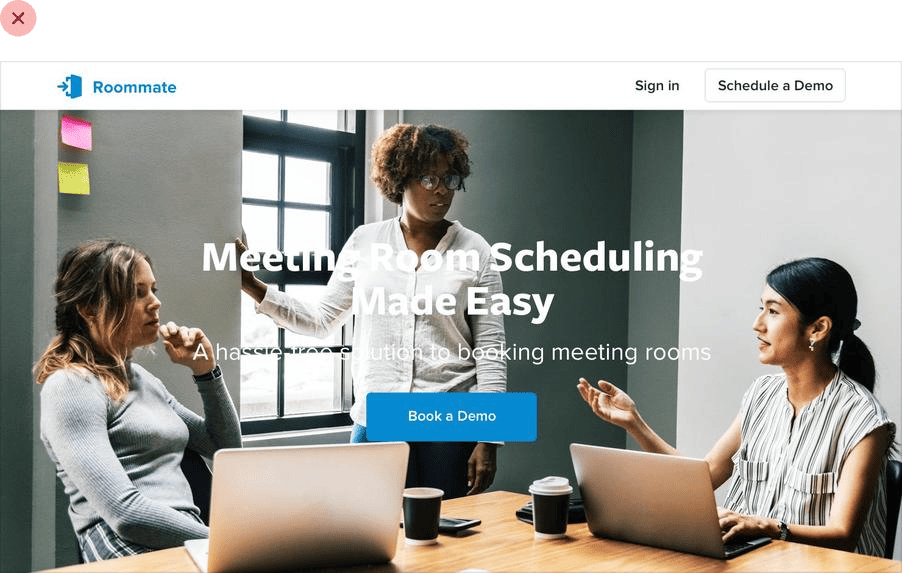 Roommate
Sign in
Schedule a Demo
Meeting Room Scheduling
Made Easy
A hassle-free solution to booking meeting rooms
Book a Demo